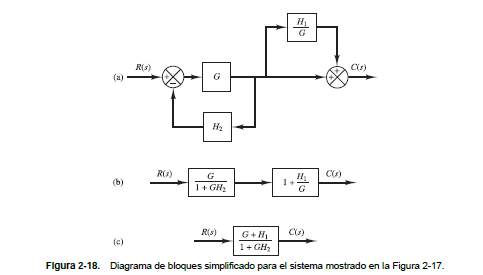 H₁
G
R(s)
C(s)
(a)
G
+
+
H₂
R(s)
G
H₁
C(s)
(b)
1 + GH₂
1 +
G
R(s)
G + H₁
C(s)
(c)
1 + GH₂
Figura 2-18. Diagrama de bloques simplificado para el sistema mostrado en la Figura 2-17.